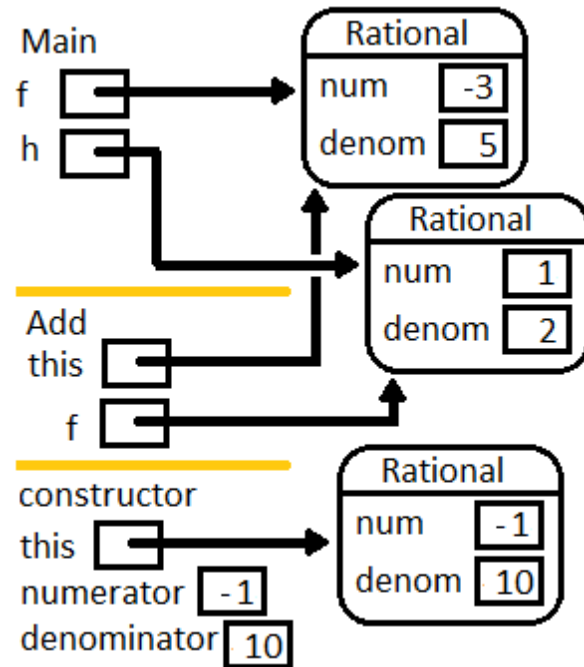 Main
f
h
Rational
num -3
denom 5
Rational
num 1
denom 2
Add
this
f
constructor
this
numerator -1
denominator 10
Rational
num -1
denom 10